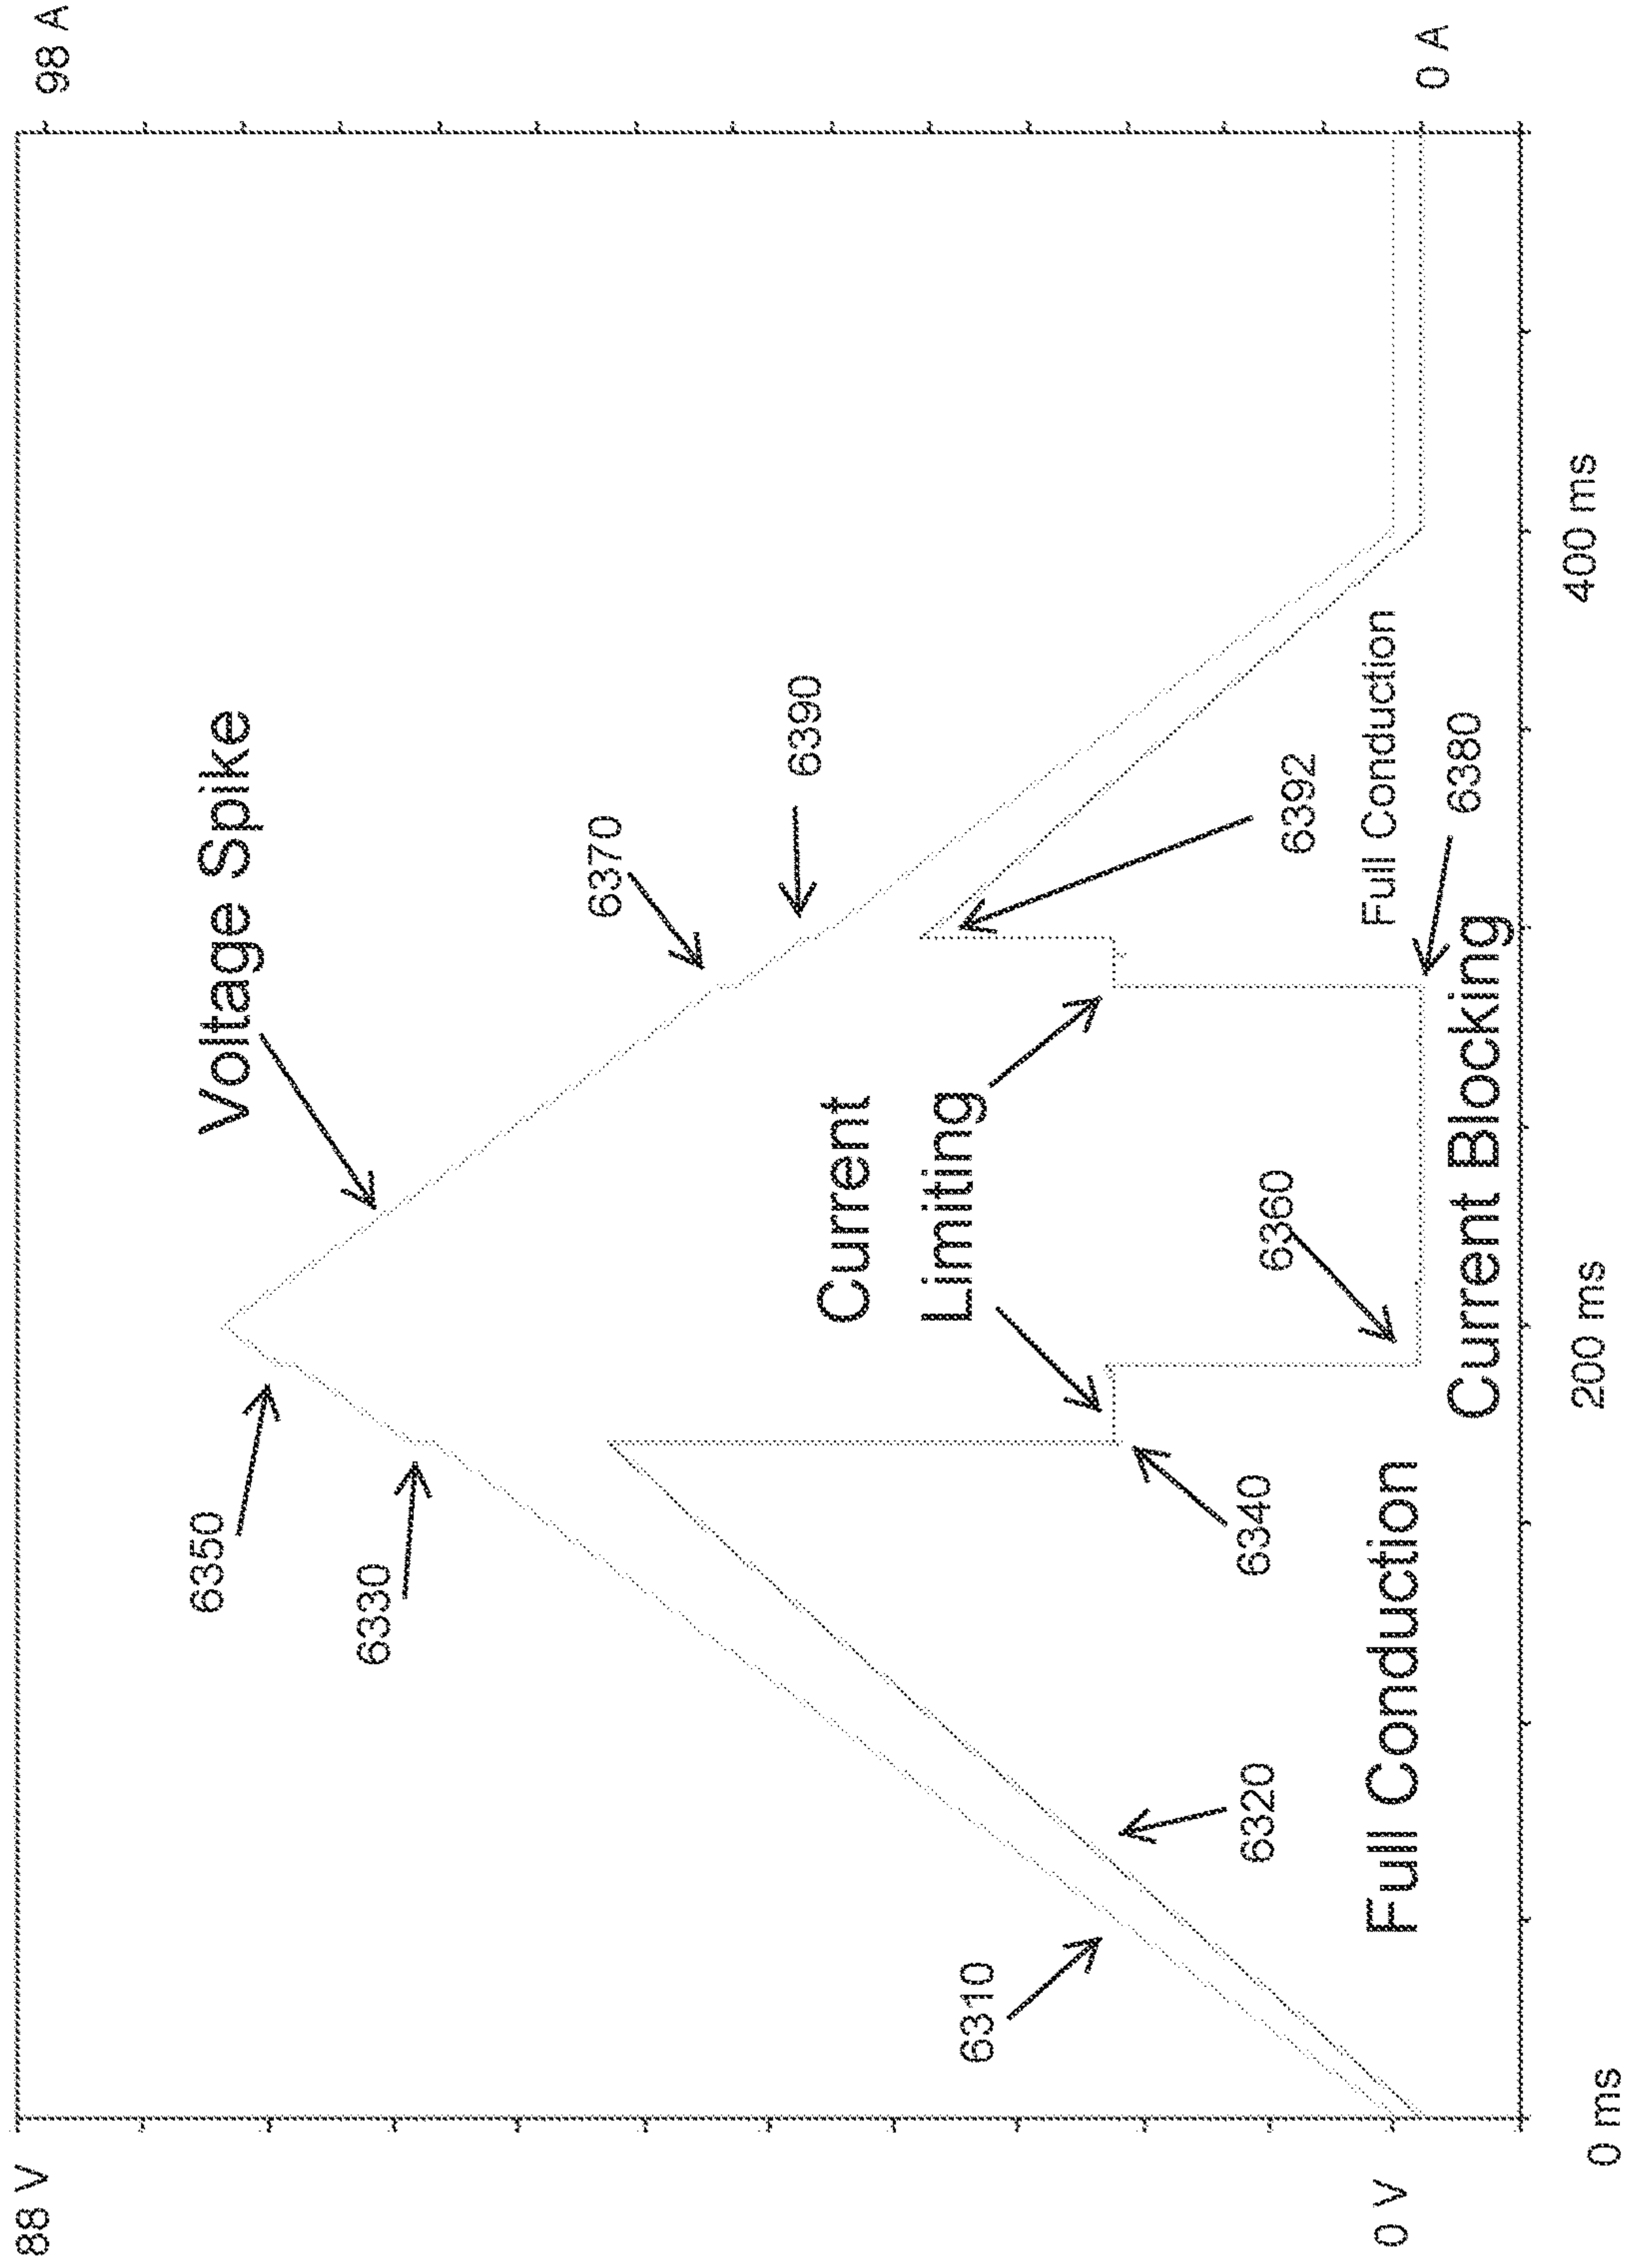 88 V
98 A
Voltage Spike
6350
6330
6370
6390
Current
Limiting
6310
6320
6340
6360
6392
Full Conduction
Full Conduction
6380
Current Blocking
0 V
0 A
0 ms
200 ms
400 ms